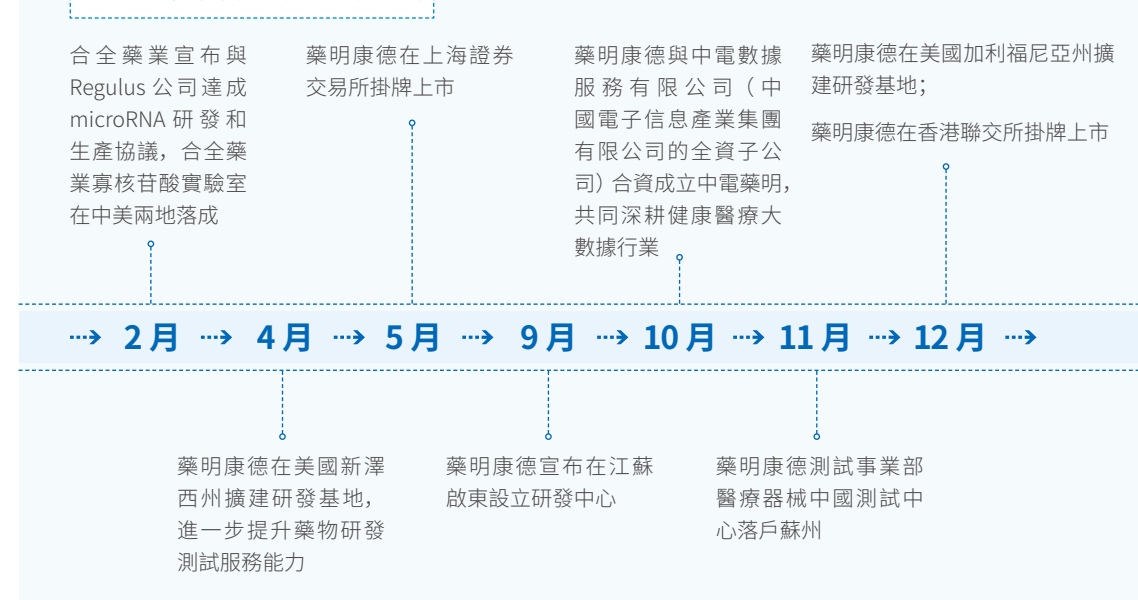 合全藥業宣布與
Regulus 公司達成
microRNA 研發和
生產協議，合全藥
業寡核苷酸實驗室
在中美兩地落成
藥明康德在上海證券
交易所掛牌上市
藥明康德與中電數據
服務有限公司（中
國電子信息產業集團
有限公司的全資子公
司）合資成立中電藥明，
共同深耕健康醫療大
數據行業
藥明康德在美國加利福尼亞州擴
建研發基地；
藥明康德在香港聯交所掛牌上市
2 月 4 月 5 月 9 月 10 月 11 月 12 月
藥明康德在美國新澤
西州擴建研發基地，
進一步提升藥物研發
測試服務能力
藥明康德宣布在江蘇
啟東設立研發中心
藥明康德測試事業部
醫療器械中國測試中
心落戶蘇州